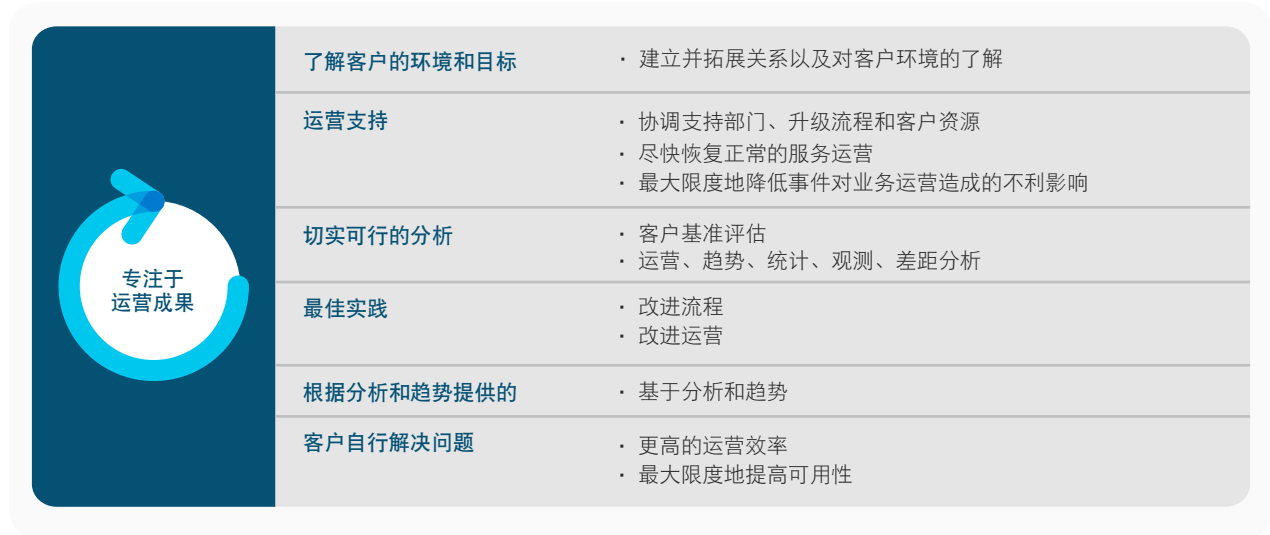 专注于
运营成果
了解客户的环境和目标
· 建立并拓展关系以及对客户环境的了解
运营支持
· 协调支持部门、升级流程和客户资源
· 尽快恢复正常的服务运营
· 最大限度地降低事件对业务运营造成的不利影响
切实可行的分析
· 客户基准评估
· 运营、趋势、统计、观测、差距分析
最佳实践
· 改进流程
· 改进运营
根据分析和趋势提供的
· 基于分析和趋势
客户自行解决问题
· 更高的运营效率
· 最大限度地提高可用性